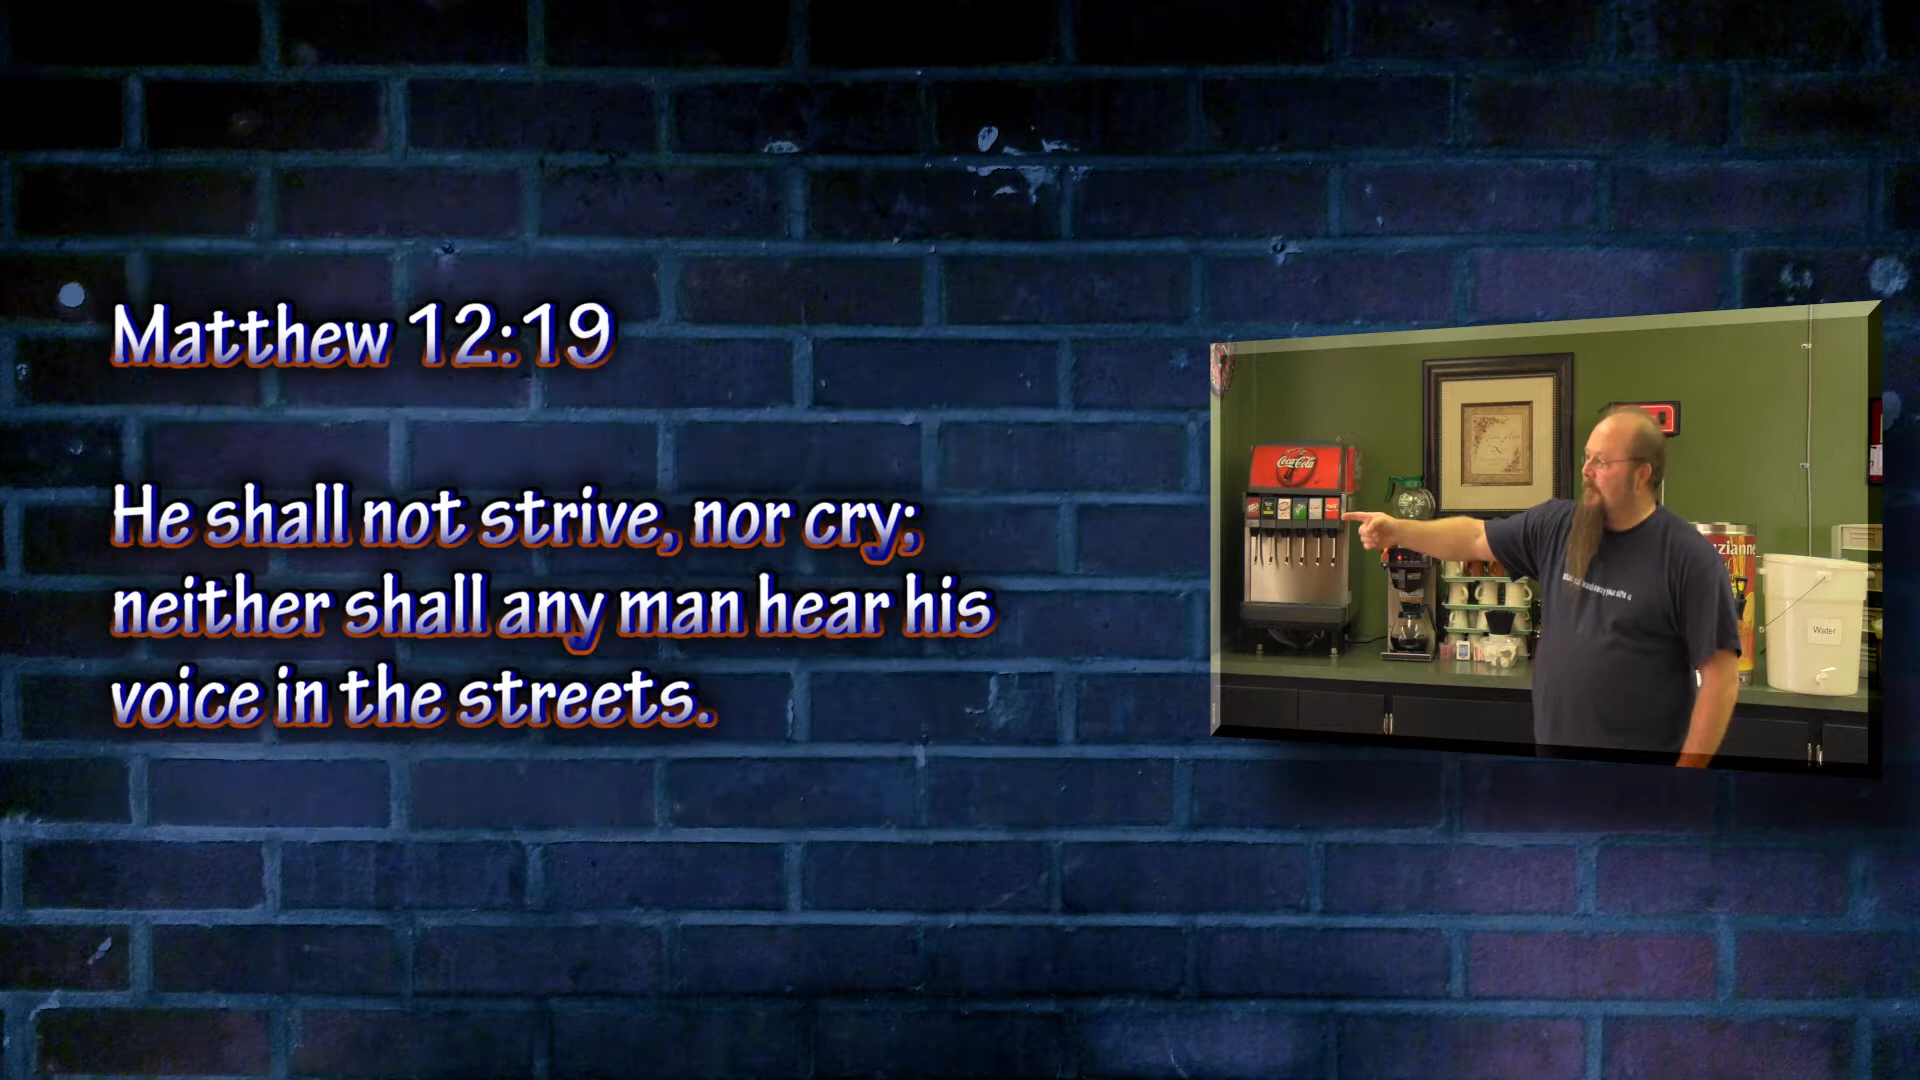 Matthew 12:19
He shall not strive, nor cry;
neither shall any man hear his
voice in the streets.
Coca-Cola
Water